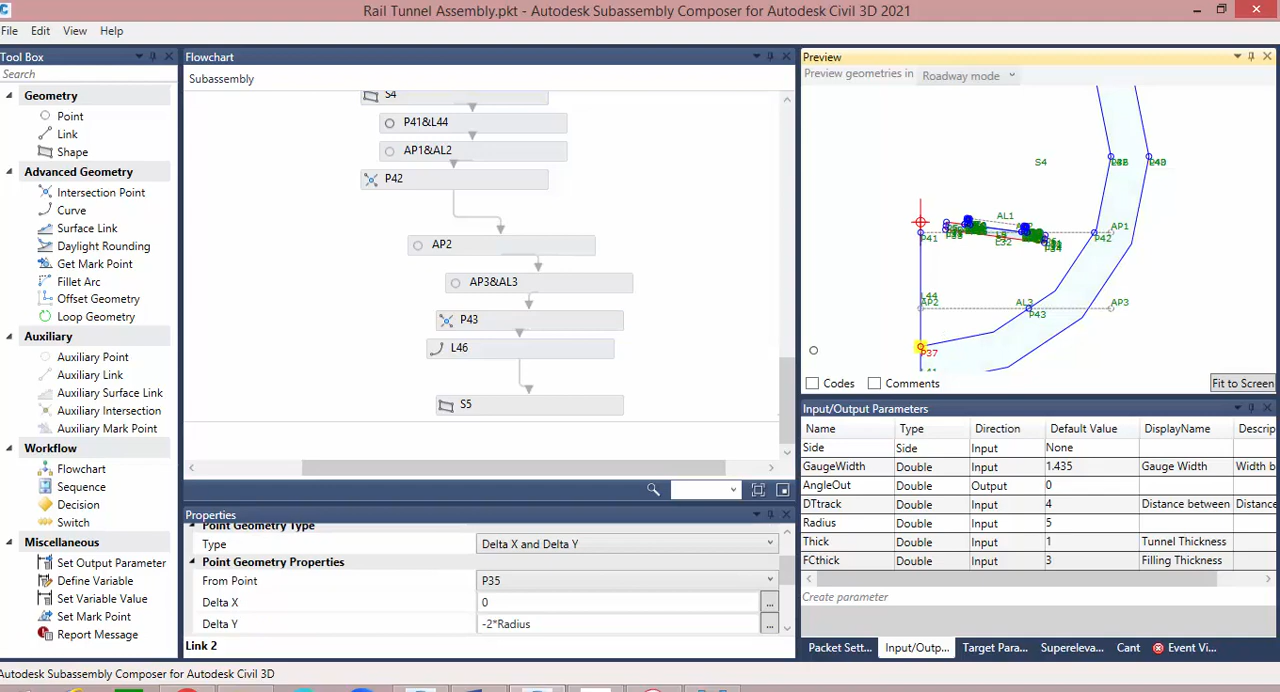 Rail Tunnel Assembly.pkt - Autodesk Subassembly Composer for Autodesk Civil 3D 2021
File Edit View Help
Tool Box
Search
Geometry
Point
Link
Shape
Advanced Geometry
Intersection Point
Curve
Surface Link
Daylight Rounding
Get Mark Point
Fillet Arc
Offset Geometry
Loop Geometry
Auxiliary
Auxiliary Point
Auxiliary Link
Auxiliary Surface Link
Auxiliary Intersection
Auxiliary Mark Point
Workflow
Flowchart
Sequence
Decision
Switch
Miscellaneous
Set Output Parameter
Define Variable
Set Variable Value
Set Mark Point
Report Message
Flowchart
Subassembly
S4
P41&L44
AP1&AL2
P42
AP2
AP3&AL3
P43
L46
S5
Properties
Point Geometry Type
Type Delta X and Delta Y
Point Geometry Properties
From Point P35
Delta X 0 ...
Delta Y -2*Radius ...
Link 2
Preview
Preview geometries in Roadway mode
S4
AL1
AP1
P41
P42
L32
L44
AP2
AL3
AP3
P43
P37
Codes Comments Fit to Screen
Input/Output Parameters
Name Type Direction Default Value DisplayName Descrip
Side Side Input None
GaugeWidth Double Input 1.435 Gauge Width Width b
AngleOut Double Output 0
DTtrack Double Input 4 Distance between Distance
Radius Double Input 5
Thick Double Input 1 Tunnel Thickness
FCthick Double Input 3 Filling Thickness
Create parameter
Packet Sett... Input/Outp... Target Para... Supereleva... Cant Event Vi...
Autodesk Subassembly Composer for Autodesk Civil 3D